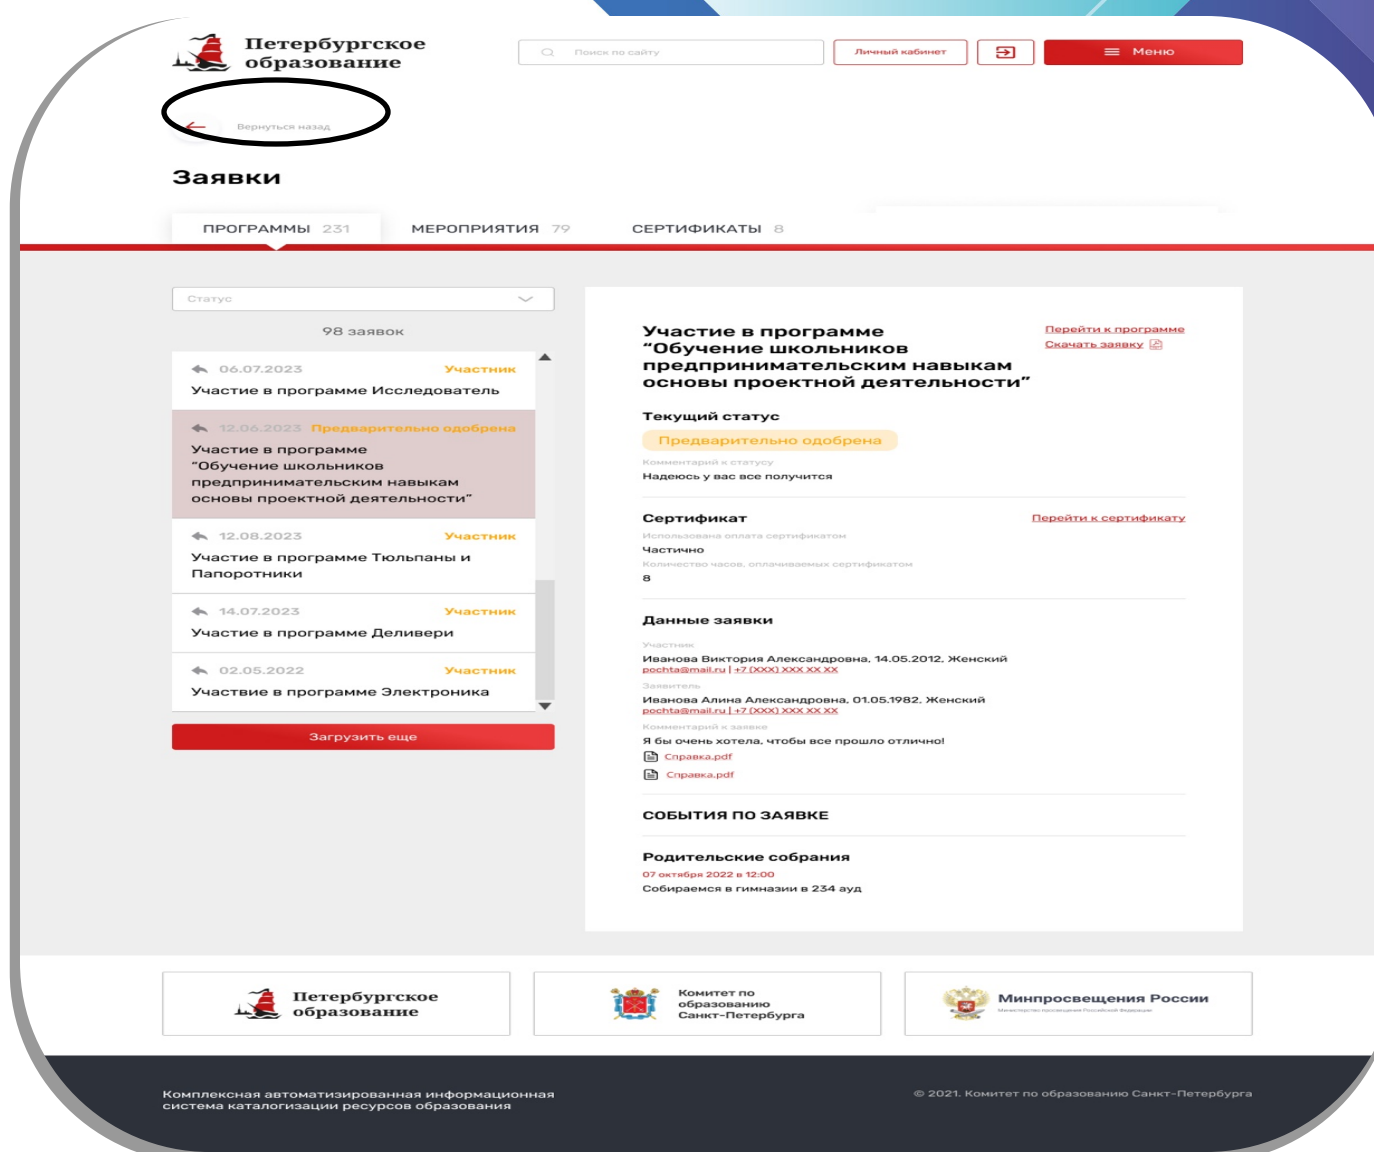 Петербургское
образование
Поиск по сайту
Личный кабинет
Меню
Вернуться назад
Заявки
ПРОГРАММЫ 231
МЕРОПРИЯТИЯ 79
СЕРТИФИКАТЫ 8
Статус
98 заявок
06.07.2023 Участник
Участие в программе Исследователь
12.06.2023 Предварительно одобрена
Участие в программе
“Обучение школьников
предпринимательским навыкам
основы проектной деятельности”
12.08.2023 Участник
Участие в программе Тюльпаны и
Папоротники
14.07.2023 Участник
Участие в программе Деливери
02.05.2022 Участник
Участвие в программе Электроника
Загрузить еще
Участие в программе
“Обучение школьников
предпринимательским навыкам
основы проектной деятельности”
Перейти к программе
Скачать заявку
Текущий статус
Предварительно одобрена
Комментарий к статусу
Надеюсь у вас все получится
Сертификат
Перейти к сертификату
Использована оплата сертификатом
Частично
Количество часов, оплачиваемых сертификатом
8
Данные заявки
Участник
Иванова Виктория Александровна, 14.05.2012, Женский
pochta@mail.ru | +7 (XXX) XXX XX XX
Заявитель
Иванова Алина Александровна, 01.05.1982, Женский
pochta@mail.ru | +7 (XXX) XXX XX XX
Комментарий к заявке
Я бы очень хотела, чтобы все прошло отлично!
Справка.pdf
Справка.pdf
СОБЫТИЯ ПО ЗАЯВКЕ
Родительские собрания
07 октября 2022 в 12:00
Собираемся в гимназии в 234 ауд
Петербургское
образование
Комитет по
образованию
Санкт-Петербурга
Минпросвещения России
Министерство просвещения Российской Федерации
Комплексная автоматизированная информационная
система каталогизации ресурсов образования
© 2021. Комитет по образованию Санкт-Петербурга